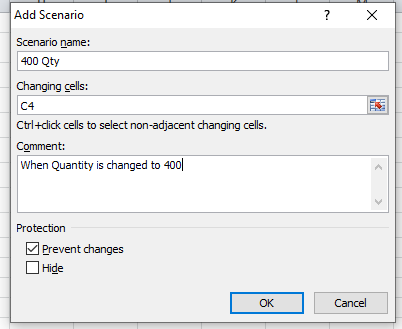 Add Scenario
Scenario name:
400 Qty
Changing cells:
C4
Ctrl+click cells to select non-adjacent changing cells.
Comment:
When Quantity is changed to 400
Protection
Prevent changes
Hide
OK
Cancel